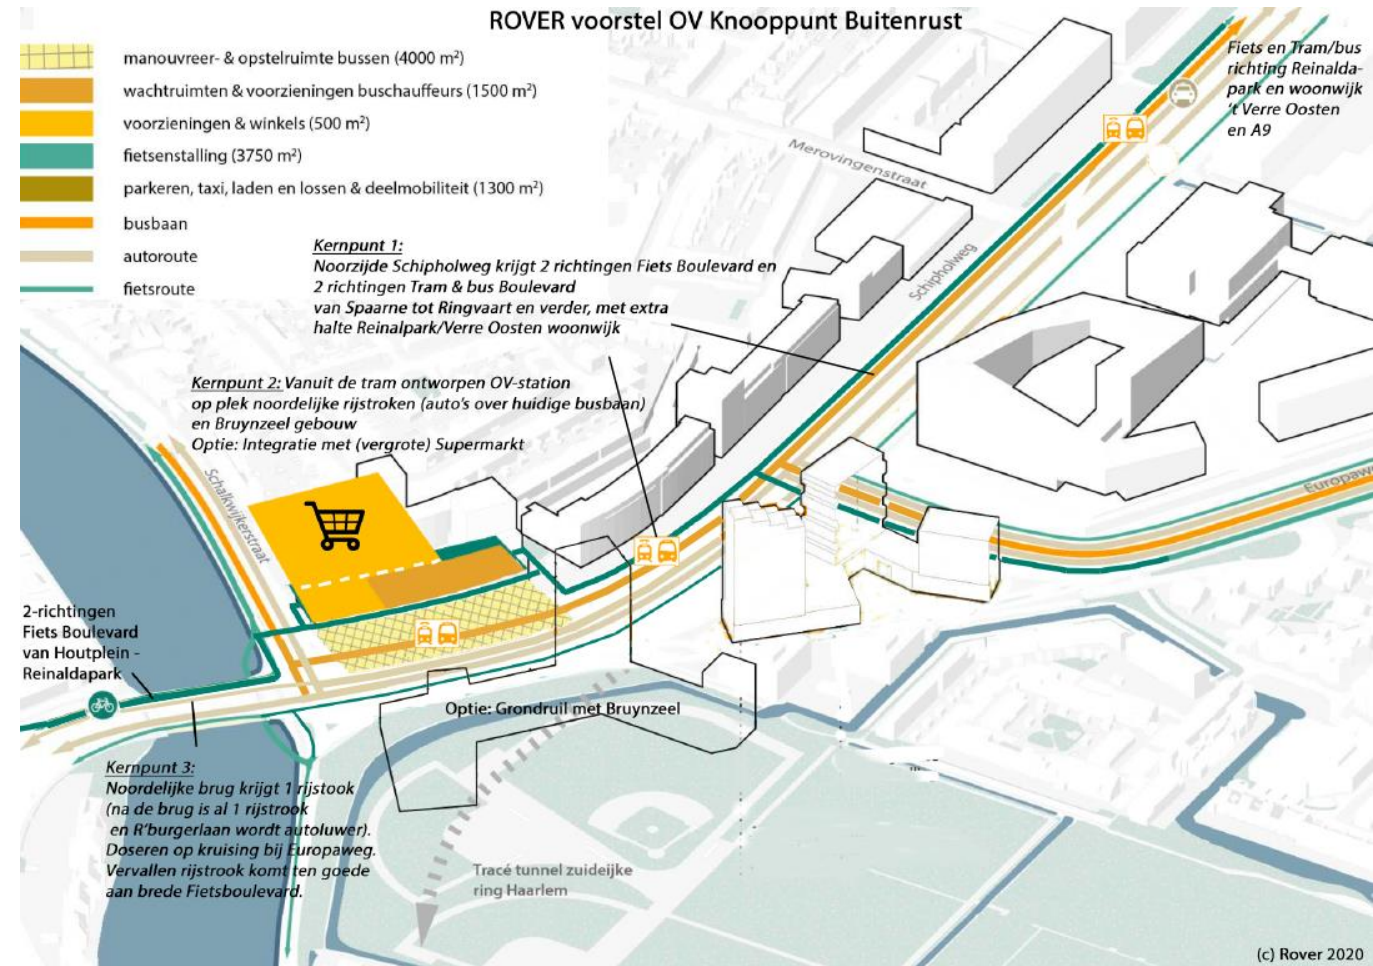 ROVER voorstel OV Knooppunt Buitenrust
manouvreer- & opstelruimte bussen (4000 m²)
wachtruimten & voorzieningen buschauffeurs (1500 m²)
voorzieningen & winkels (500 m²)
fietsenstalling (3750 m²)
parkeren, taxi, laden en lossen & deelmobiliteit (1300 m²)
busbaan
autoroute
fietsroute
Fiets en Tram/bus
richting Reinalda-
park en woonwijk
't Verre Oosten
en A9
Merovingenstraat
Schipholweg
Kernpunt 1:
Noorzijde Schipholweg krijgt 2 richtingen Fiets Boulevard en
2 richtingen Tram & bus Boulevard
van Spaarne tot Ringvaart en verder, met extra
halte Reinalpark/Verre Oosten woonwijk
Kernpunt 2: Vanuit de tram ontworpen OV-station
op plek noordelijke rijstroken (auto's over huidige busbaan)
en Bruynzeel gebouw
Optie: Integratie met (vergrote) Supermarkt
Schalkwijkerstraat
Europaw
2-richtingen
Fiets Boulevard
van Houtplein -
Reinaldapark
Optie: Grondruil met Bruynzeel
Kernpunt 3:
Noordelijke brug krijgt 1 rijstook
(na de brug is al 1 rijstrook
en R'burgerlaan wordt autoluwer).
Doseren op kruising bij Europaweg.
Vervallen rijstrook komt ten goede
aan brede Fietsboulevard.
Tracé tunnel zuideijke
ring Haarlem
(c) Rover 2020